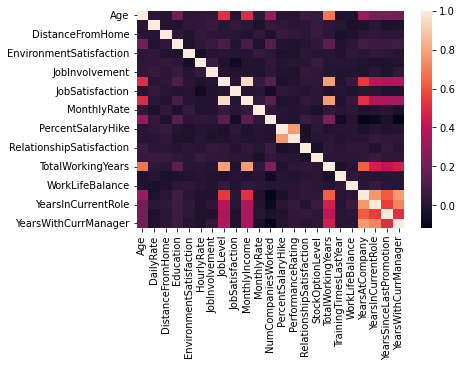 Age
DistanceFromHome
EnvironmentSatisfaction
JobInvolvement
JobSatisfaction
MonthlyRate
PercentSalaryHike
RelationshipSatisfaction
TotalWorkingYears
WorkLifeBalance
YearsInCurrentRole
YearsWithCurrManager
Age
DailyRate
DistanceFromHome
Education
EnvironmentSatisfaction
HourlyRate
JobInvolvement
JobLevel
JobSatisfaction
MonthlyIncome
MonthlyRate
NumCompaniesWorked
PercentSalaryHike
PerformanceRating
RelationshipSatisfaction
StockOptionLevel
TotalWorkingYears
TrainingTimesLastYear
WorkLifeBalance
YearsAtCompany
YearsInCurrentRole
YearsSinceLastPromotion
YearsWithCurrManager
1.0
0.8
0.6
0.4
0.2
0.0